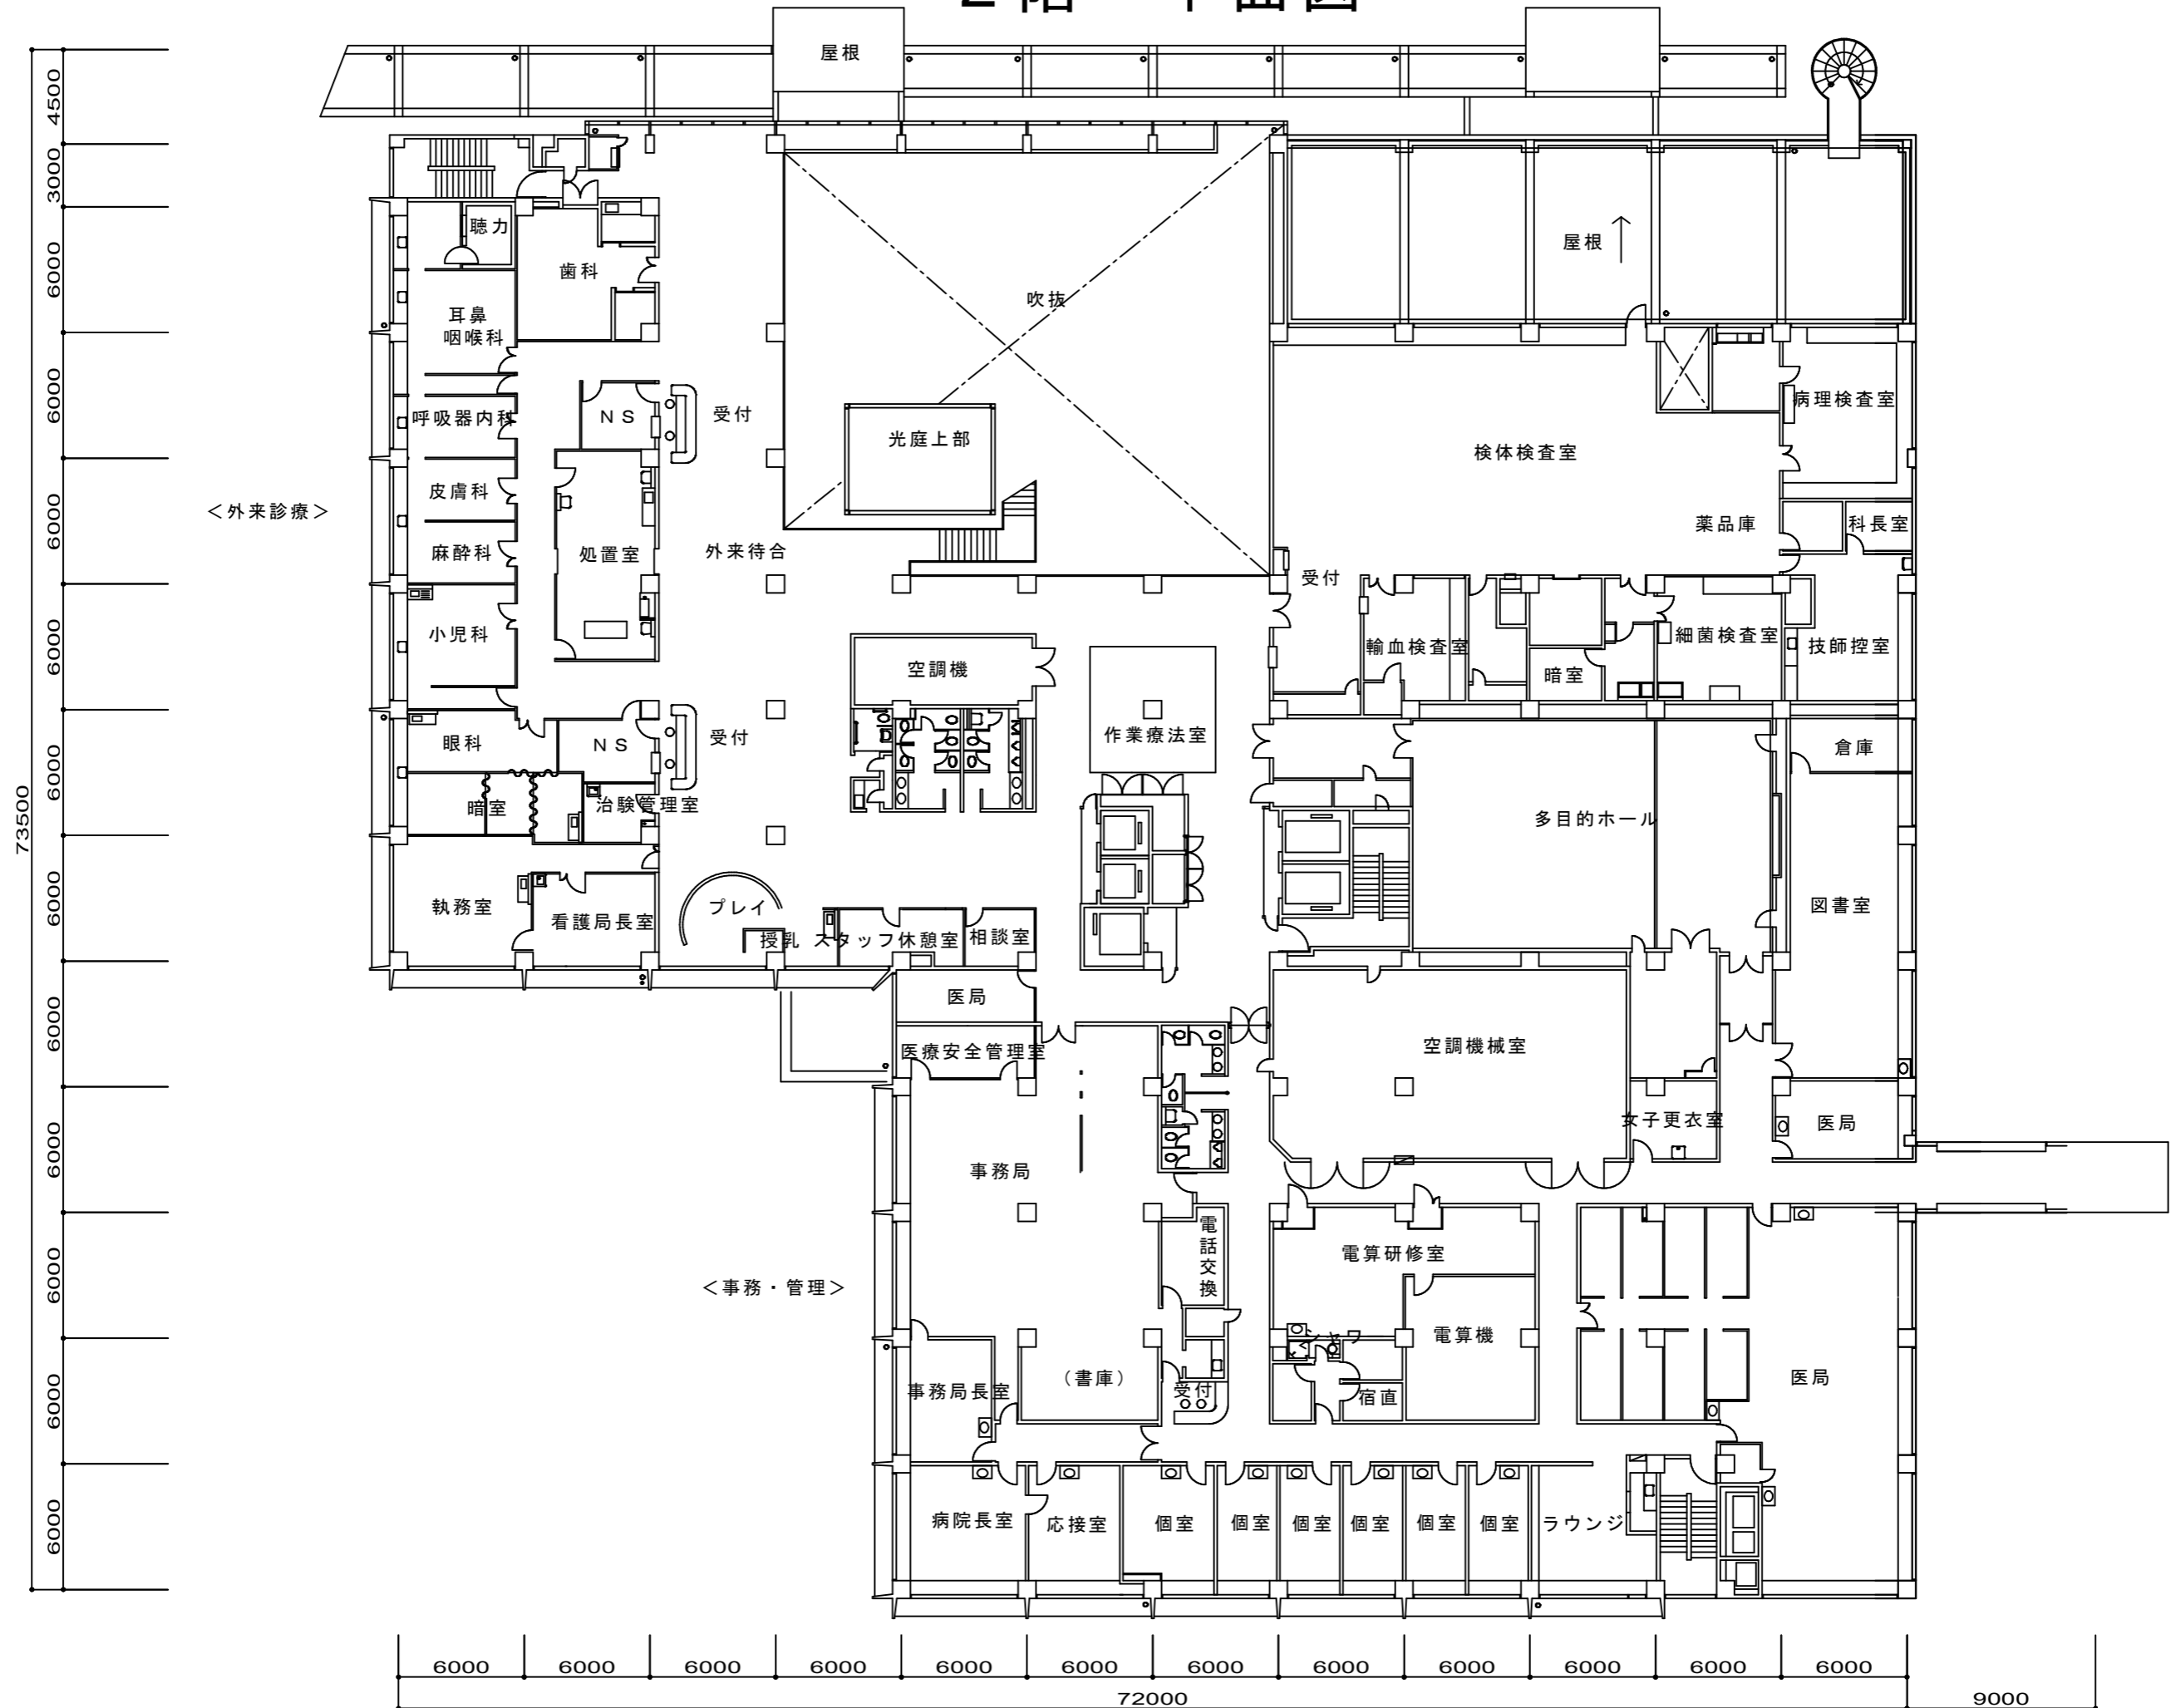 2階 平面図
屋根
4500
3000
聴力
6000
歯科
屋根
吹抜
耳鼻
咽喉科
6000
病理検査室
呼吸器内科
NS
受付
光庭上部
検体検査室
皮膚科
<外来診療>
6000
薬品庫
科長室
麻酔科
処置室
外来待合
受付
小児科
6000
輸血検査室
細菌検査室
技師控室
空調機
暗室
眼科
NS
受付
作業療法室
倉庫
6000
73500
暗室
治験管理室
多目的ホール
執務室
6000
プレイ
図書室
看護局長室
授乳
スタッフ休憩室
相談室
医局
6000
医療安全管理室
空調機械室
女子更衣室
医局
6000
事務局
電話交換
電算研修室
<事務・管理>
6000
シャワ
電算機
(書庫)
医局
事務局長室
受付
宿直
6000
病院長室
応接室
個室
個室
個室
個室
個室
個室
ラウンジ
6000
6000
6000
6000
6000
6000
6000
6000
6000
6000
6000
6000
6000
72000
9000